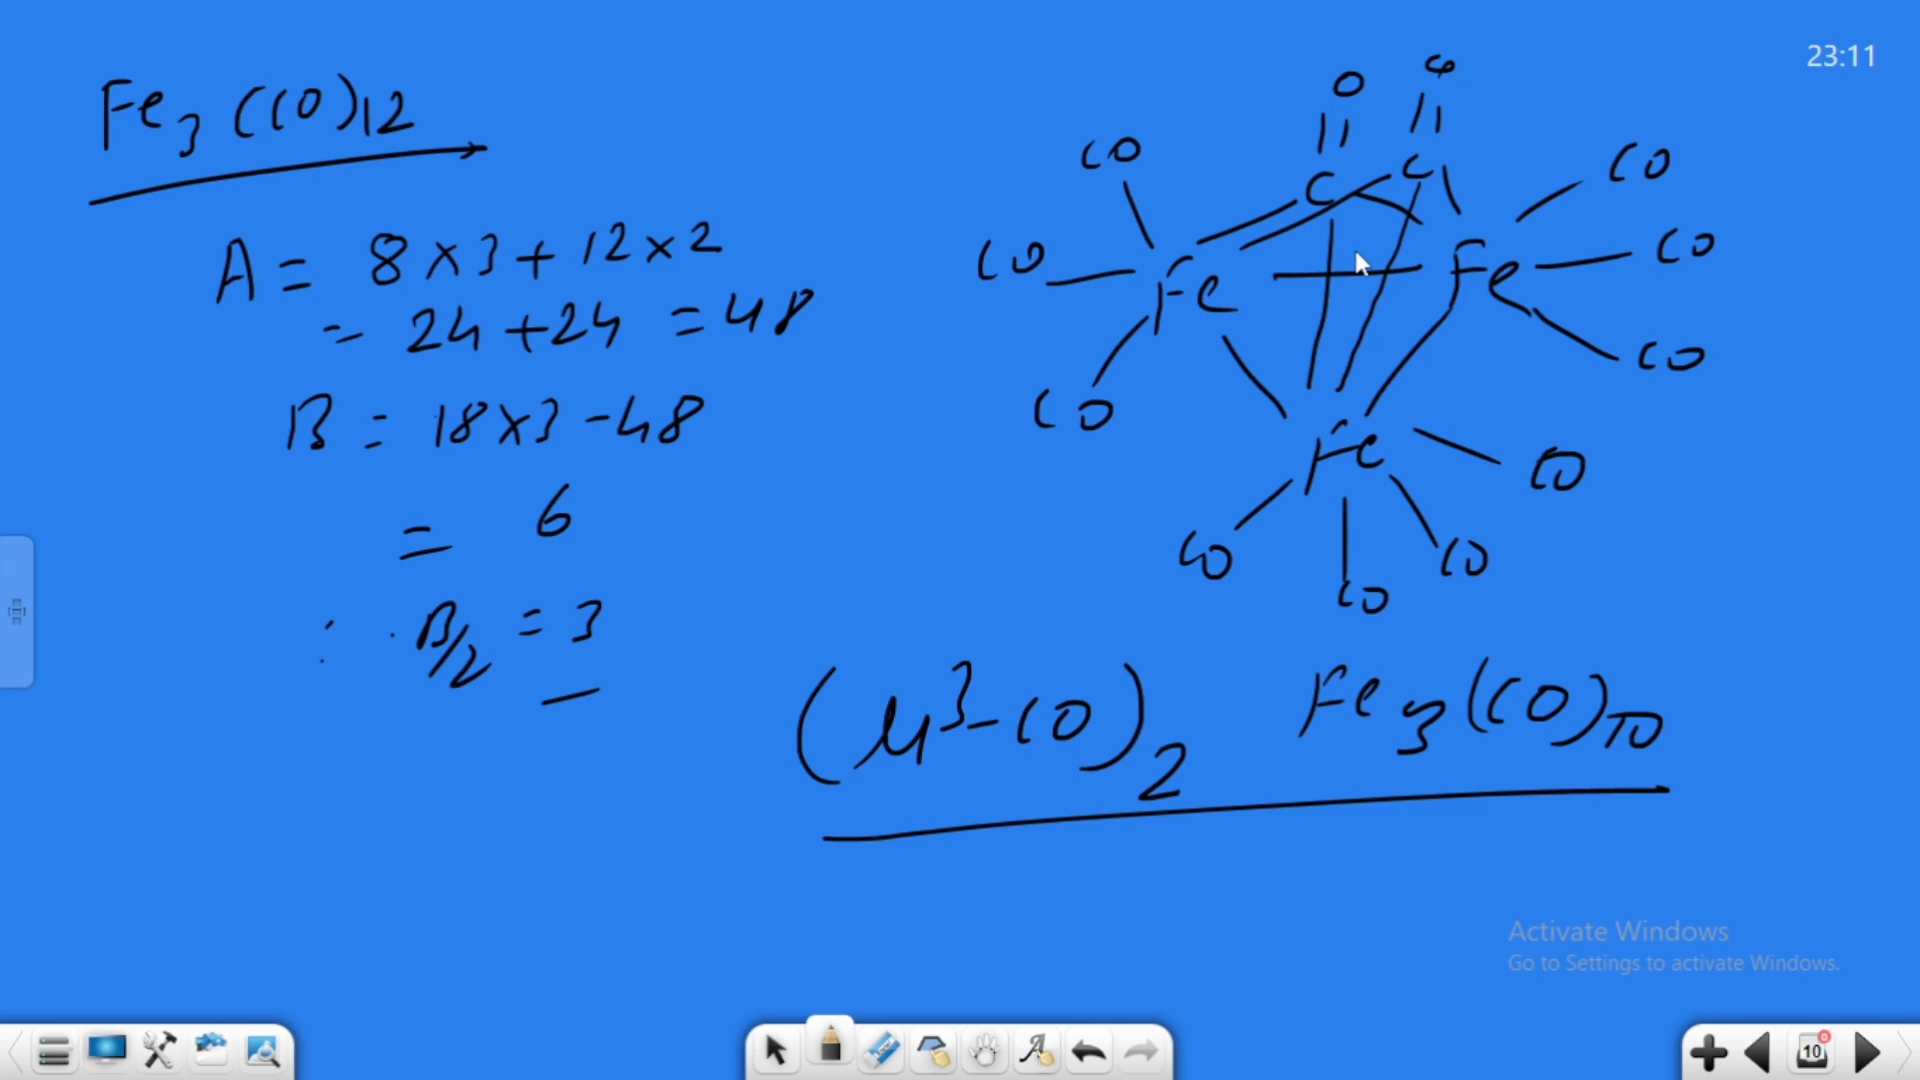 23:11
Fe3(CO)12
A = 8×3+12×2
= 24+24 = 48
B = 18×3-48
= 6
∴ B/2 = 3
O O
CO C C CO
CO Fe Fe CO
CO CO
Fe CO
CO CO CO
(μ3-CO)2 Fe3(CO)10
Activate Windows
Go to Settings to activate Windows.
10